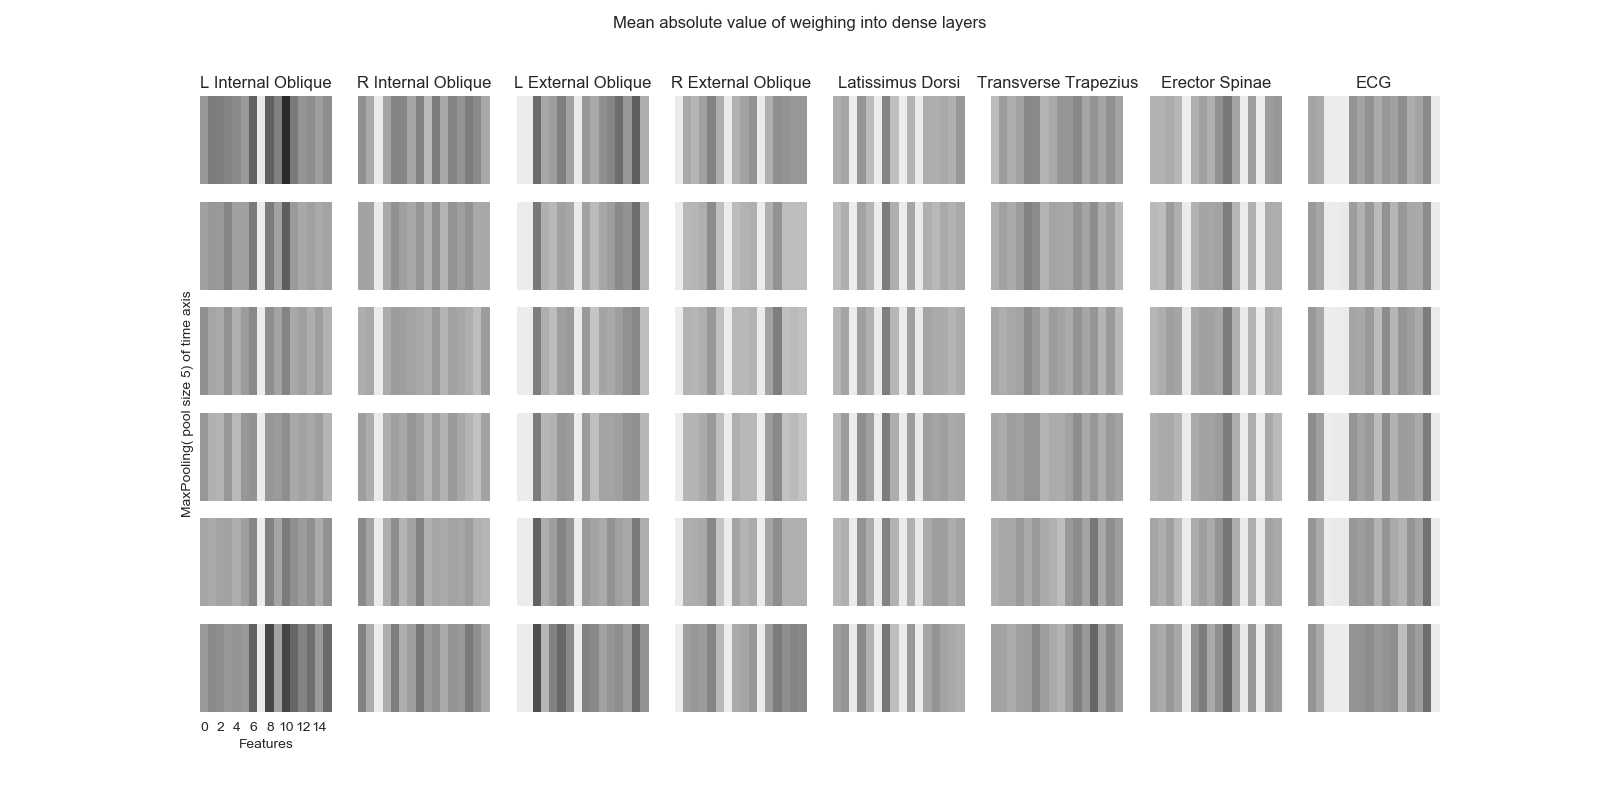 Mean absolute value of weighing into dense layers
L Internal Oblique R Internal Oblique L External Oblique R External Oblique Latissimus Dorsi Transverse Trapezius Erector Spinae ECG
MaxPooling( pool size 5) of time axis
0 2 4 6 8 10 12 14
Features